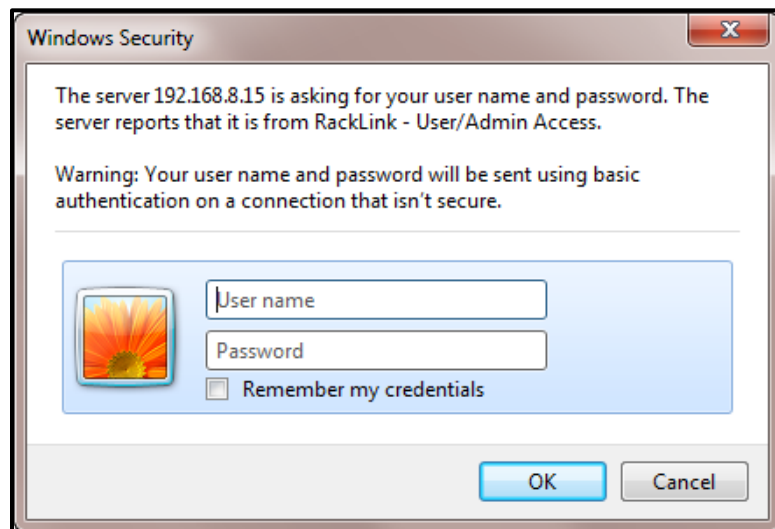 Windows Security
The server 192.168.8.15 is asking for your user name and password. The
server reports that it is from RackLink - User/Admin Access.
Warning: Your user name and password will be sent using basic
authentication on a connection that isn't secure.
User name
Password
Remember my credentials
OK
Cancel